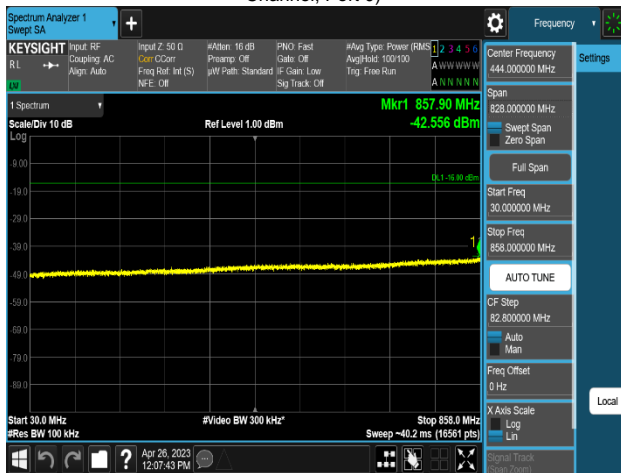 Channel, Port 0)
Spectrum Analyzer 1
Swept SA
Frequency
Settings
KEYSIGHT
RL
Input: RF
Coupling: AC
Align: Auto
Input Z: 50 Ω
Corr CCorr
Freq Ref: Int (S)
NFE: Off
#Atten: 16 dB
Preamp: Off
µW Path: Standard
PNO: Fast
Gate: Off
IF Gain: Low
Sig Track: Off
#Avg Type: Power (RMS
Avg|Hold: 100/100
Trig: Free Run
1 2 3 4 5 6
A W W W W W
A N N N N N
1 Spectrum
Scale/Div 10 dB
Ref Level 1.00 dBm
Mkr1 857.90 MHz
-42.556 dBm
Log
-9.00
-19.0
-29.0
-39.0
-49.0
-59.0
-69.0
-79.0
-89.0
DL1 -16.00 dBm
1
Start 30.0 MHz
#Res BW 100 kHz
#Video BW 300 kHz*
Stop 858.0 MHz
Sweep ~40.2 ms (16561 pts)
Center Frequency
444.000000 MHz
Span
828.000000 MHz
Swept Span
Zero Span
Full Span
Start Freq
30.000000 MHz
Stop Freq
858.000000 MHz
AUTO TUNE
CF Step
82.800000 MHz
Auto
Man
Freq Offset
0 Hz
X Axis Scale
Log
Lin
Signal Track
(Span Zoom)
Local
Apr 26, 2023
12:07:43 PM